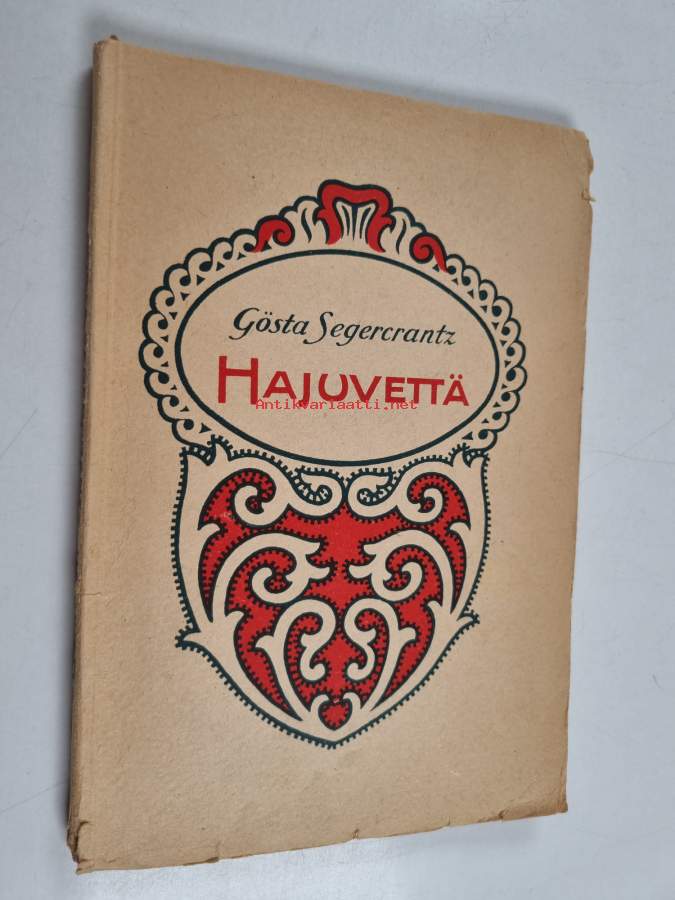 Gösta Segercrantz
HAJUVETTÄ
Antikvariaatti.net